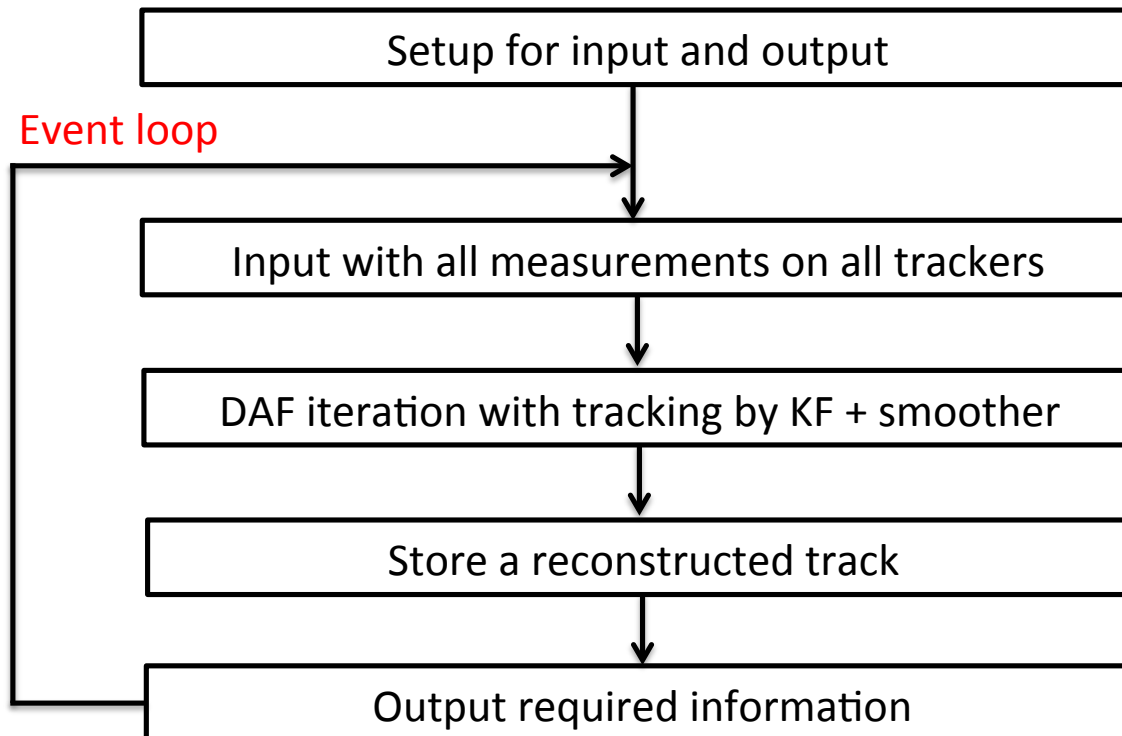 Setup for input and output
Event loop
Input with all measurements on all trackers
DAF iteration with tracking by KF + smoother
Store a reconstructed track
Output required information